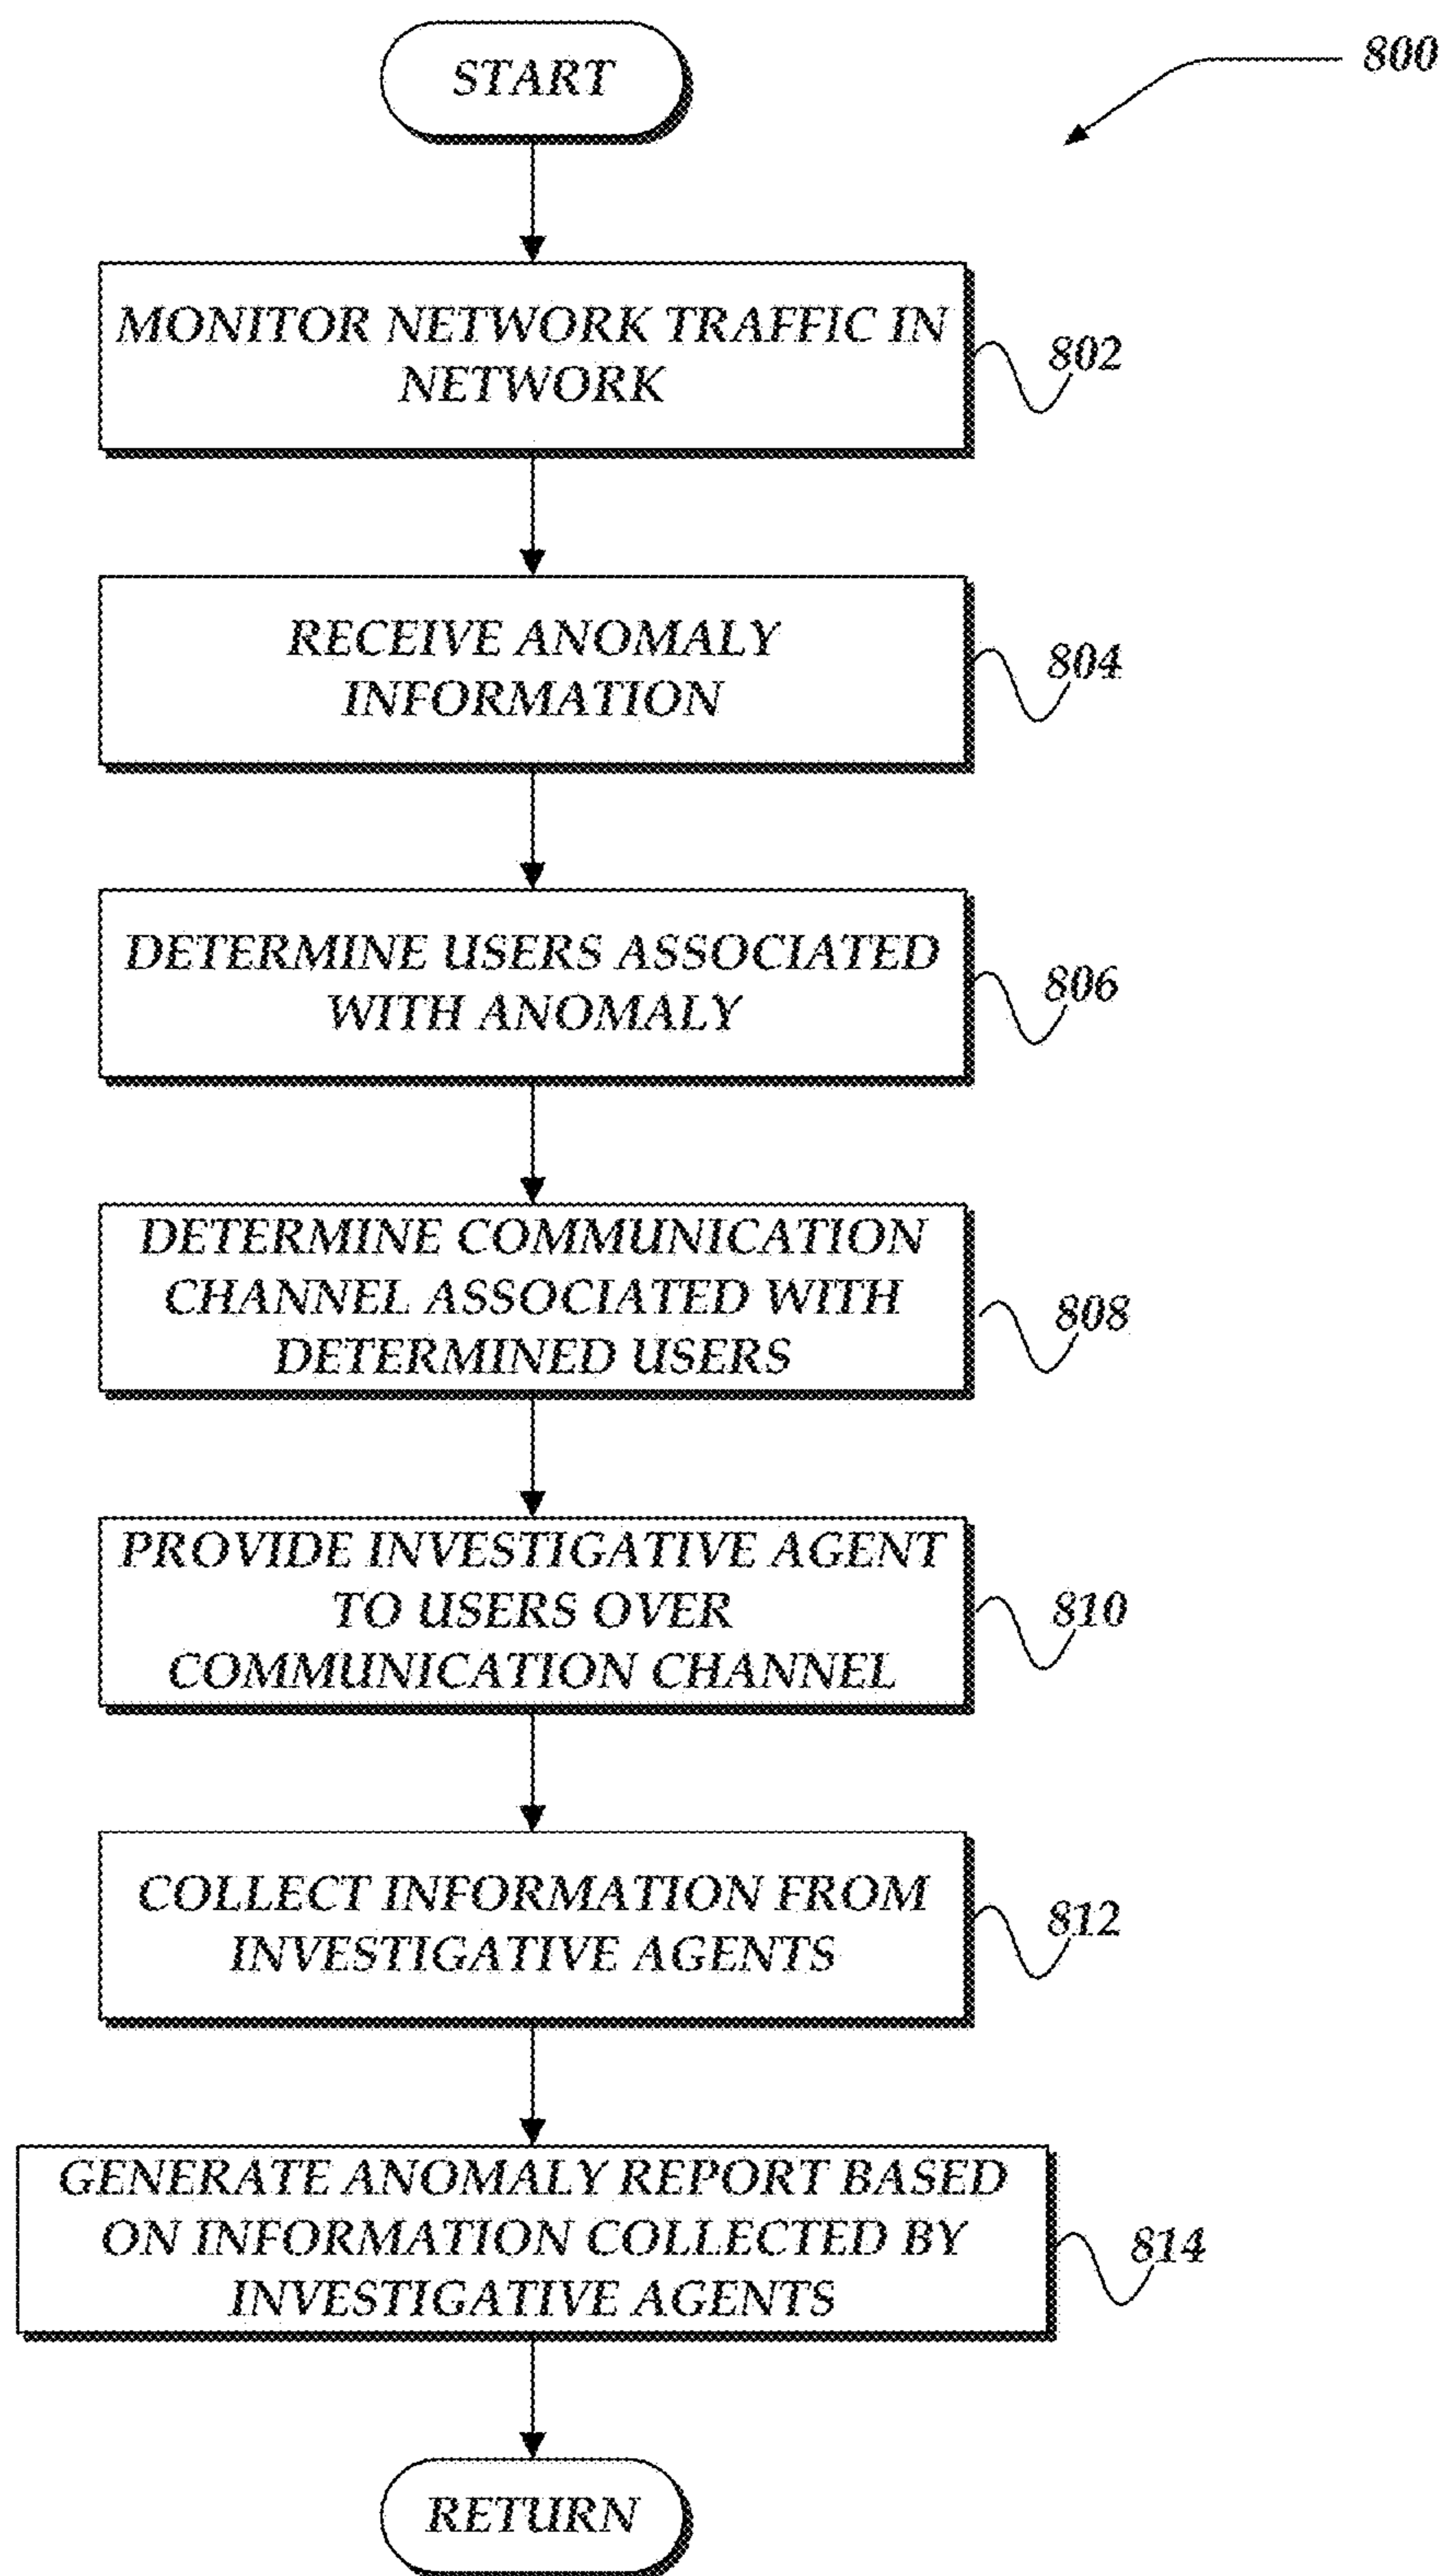 START
800
MONITOR NETWORK TRAFFIC IN
NETWORK
802
RECEIVE ANOMALY
INFORMATION
804
DETERMINE USERS ASSOCIATED
WITH ANOMALY
806
DETERMINE COMMUNICATION
CHANNEL ASSOCIATED WITH
DETERMINED USERS
808
PROVIDE INVESTIGATIVE AGENT
TO USERS OVER
COMMUNICATION CHANNEL
810
COLLECT INFORMATION FROM
INVESTIGATIVE AGENTS
812
GENERATE ANOMALY REPORT BASED
ON INFORMATION COLLECTED BY
INVESTIGATIVE AGENTS
814
RETURN